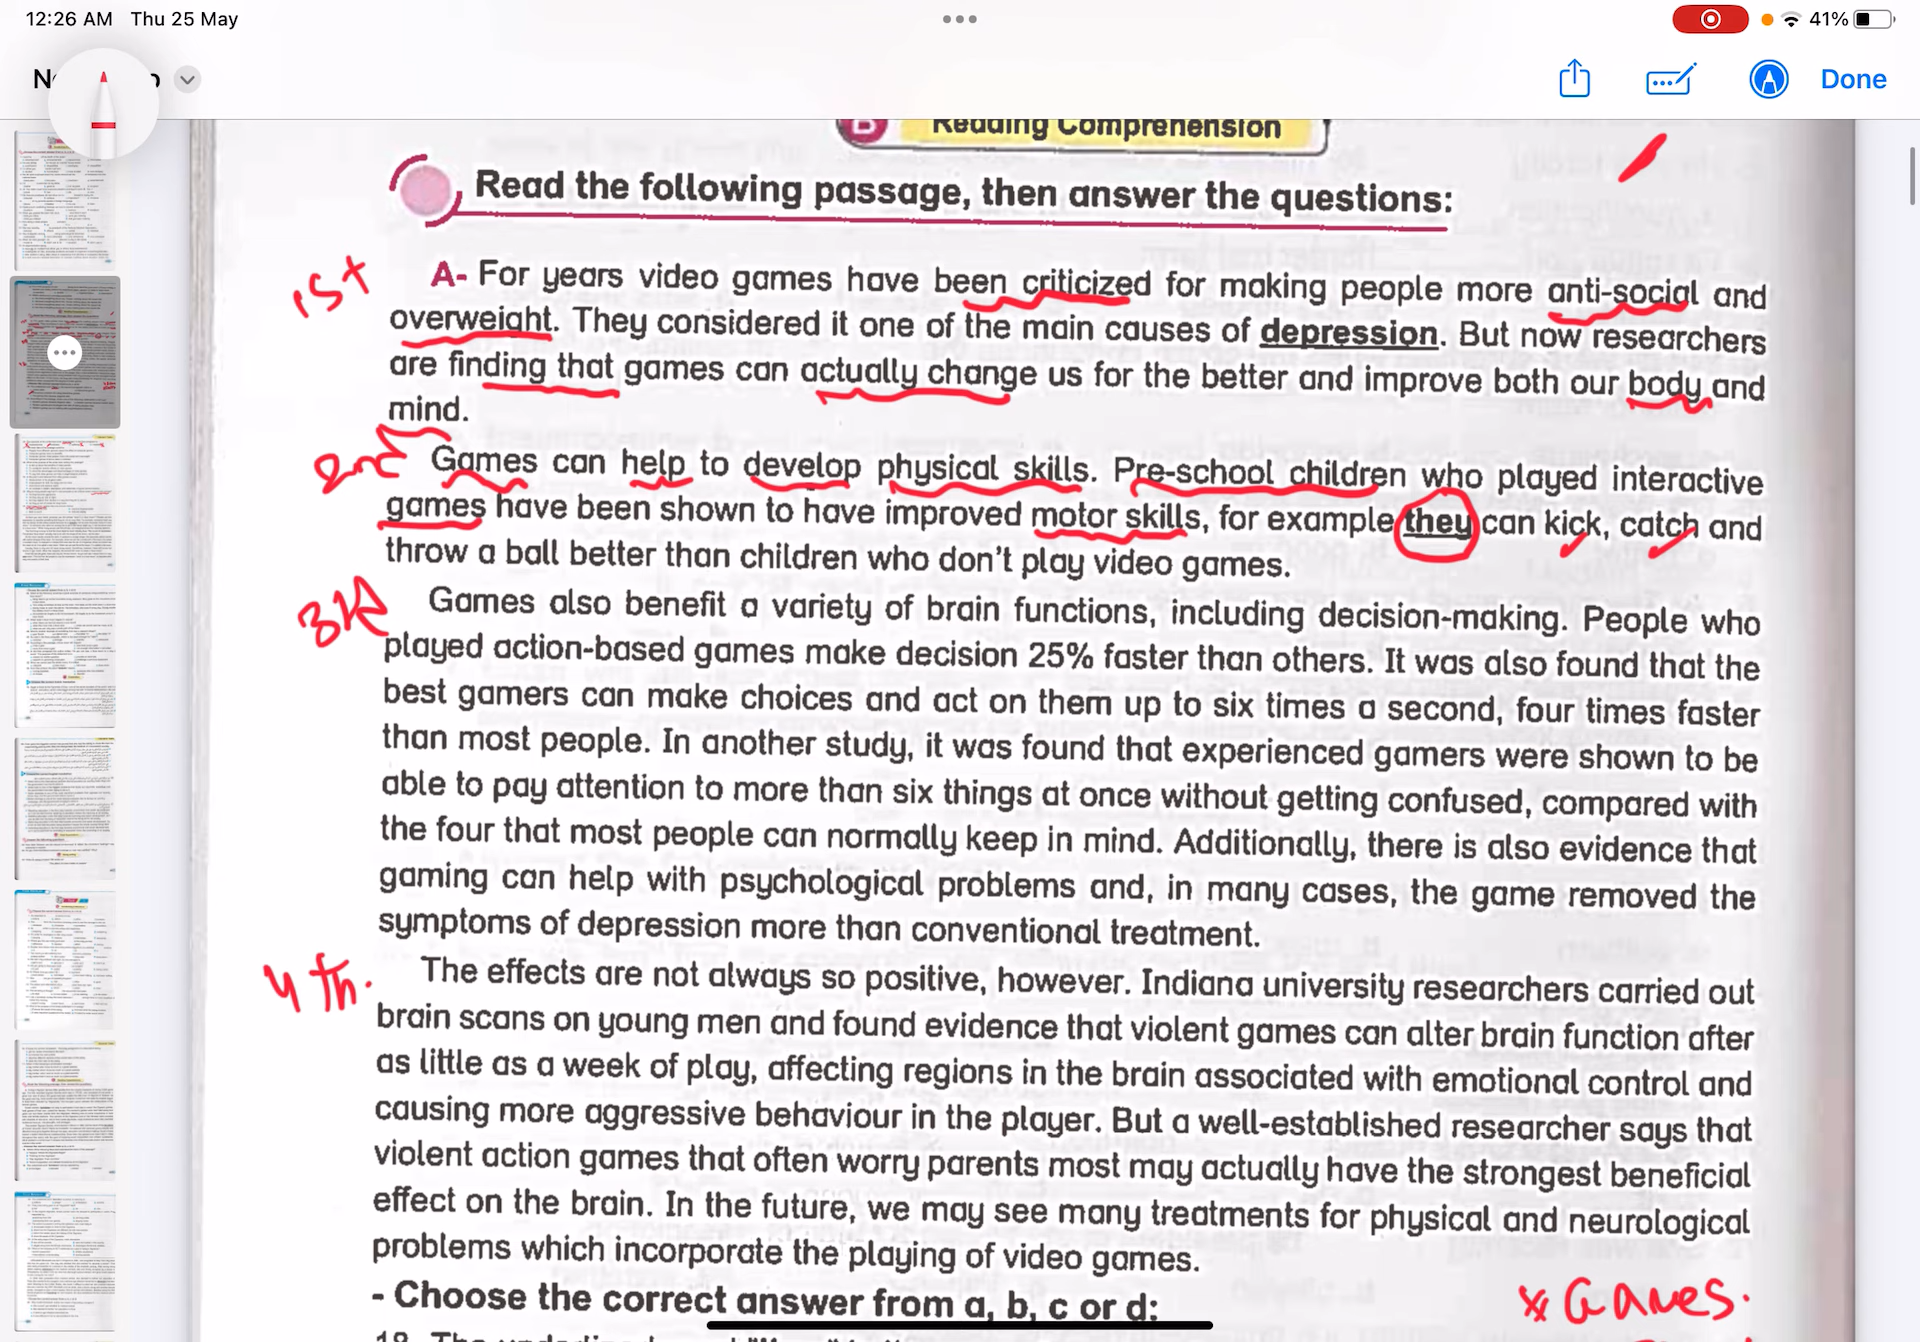 12:26 AM Thu 25 May
41%
Done
B Reading Comprehension
Read the following passage, then answer the questions:
1st
A- For years video games have been criticized for making people more anti-social and
overweight. They considered it one of the main causes of depression. But now researchers
are finding that games can actually change us for the better and improve both our body and
mind.
2nd
Games can help to develop physical skills. Pre-school children who played interactive
games have been shown to have improved motor skills, for example they can kick, catch and
throw a ball better than children who don't play video games.
Games also benefit a variety of brain functions, including decision-making. People who
played action-based games make decision 25% faster than others. It was also found that the
best gamers can make choices and act on them up to six times a second, four times faster
than most people. In another study, it was found that experienced gamers were shown to be
able to pay attention to more than six things at once without getting confused, compared with
the four that most people can normally keep in mind. Additionally, there is also evidence that
gaming can help with psychological problems and, in many cases, the game removed the
symptoms of depression more than conventional treatment.
4th.
The effects are not always so positive, however. Indiana university researchers carried out
brain scans on young men and found evidence that violent games can alter brain function after
as little as a week of play, affecting regions in the brain associated with emotional control and
causing more aggressive behaviour in the player. But a well-established researcher says that
violent action games that often worry parents most may actually have the strongest beneficial
effect on the brain. In the future, we may see many treatments for physical and neurological
problems which incorporate the playing of video games.
- Choose the correct answer from a, b, c or d:
Games.